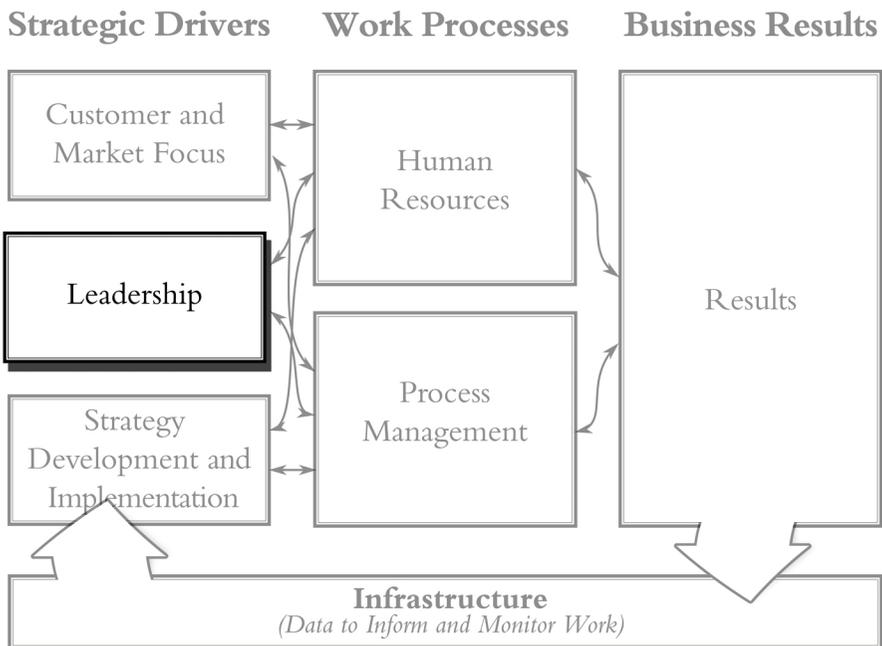 Strategic Drivers
Work Processes
Business Results
Customer and
Market Focus
Leadership
Strategy
Development and
Implementation
Human
Resources
Process
Management
Results
Infrastructure
(Data to Inform and Monitor Work)